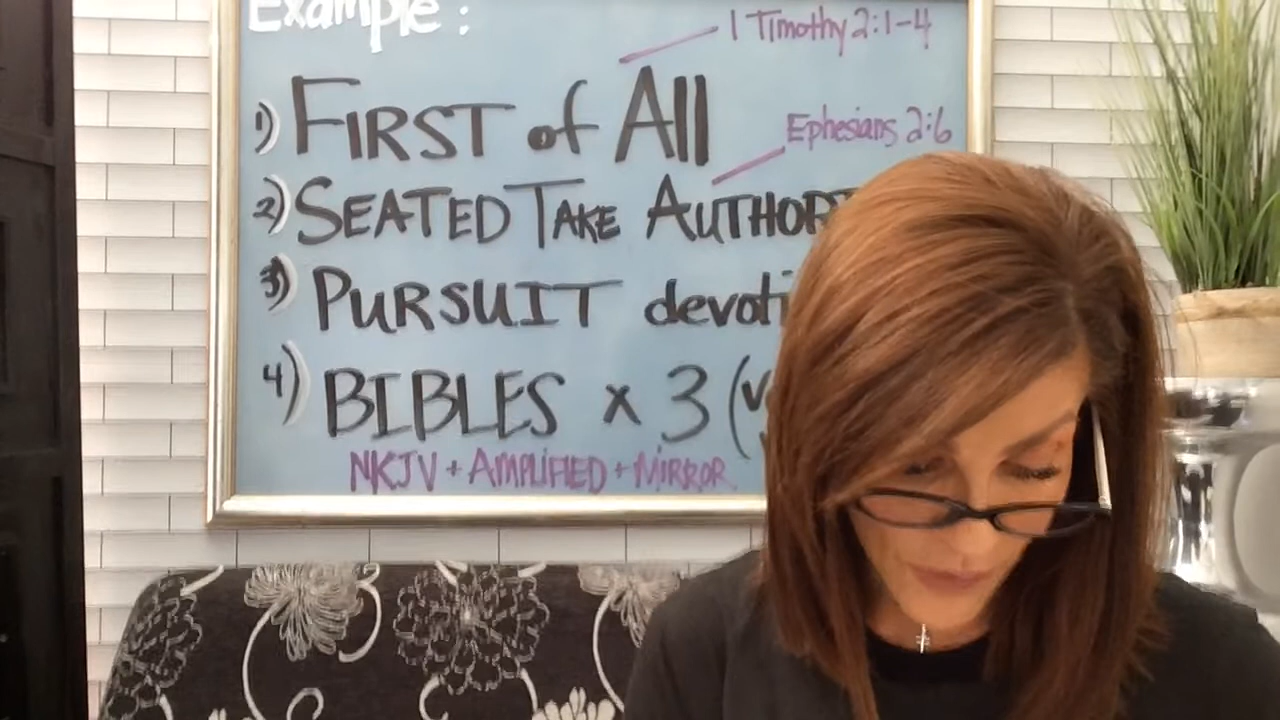 Example:
1 Timothy 2:1-4
1) FIRST of All
Ephesians 2:6
2) SEATED TAKE
3) PURSUIT
4) BIBLES x 3
NKJV + AMPLIFIED + MIRROR